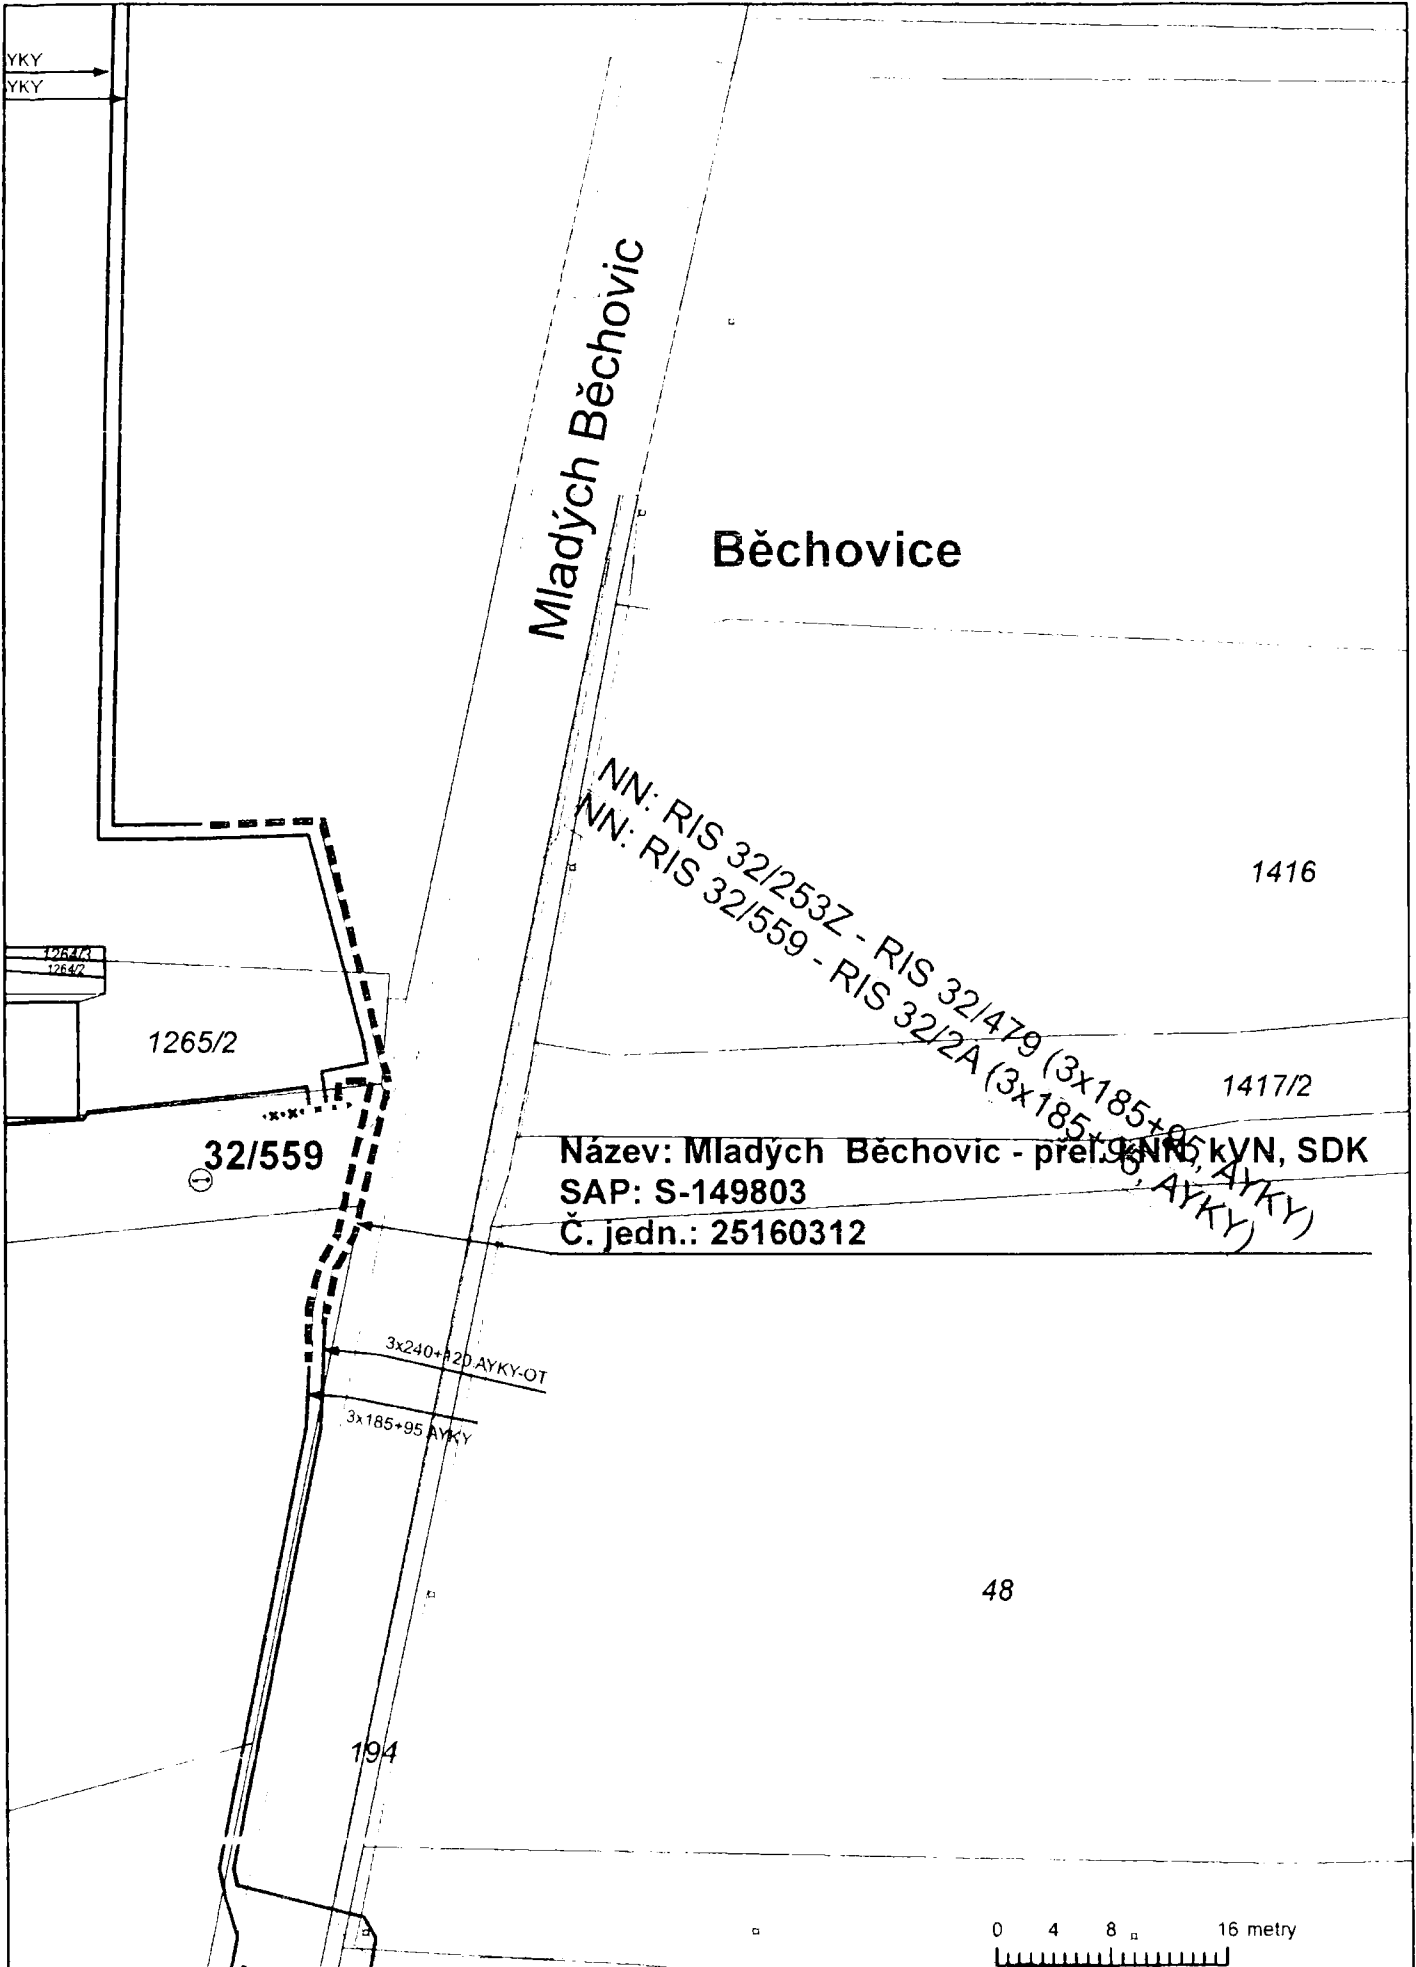 YKY
YKY
Mladých Běchovic
Běchovice
NN: RIS 32/253Z - RIS 32/479 (3x185+95, AYKY)
NN: RIS 32/559 - RIS 32/2A (3x185+95, AYKY)
1416
1264/3
1264/2
1265/2
1417/2
32/559
1
Název: Mladých Běchovic - přel. kNN, kVN, SDK
SAP: S-149803
Č. jedn.: 25160312
3x240+120 AYKY-OT
3x185+95 AYKY
48
194
0 4 8 16 metry